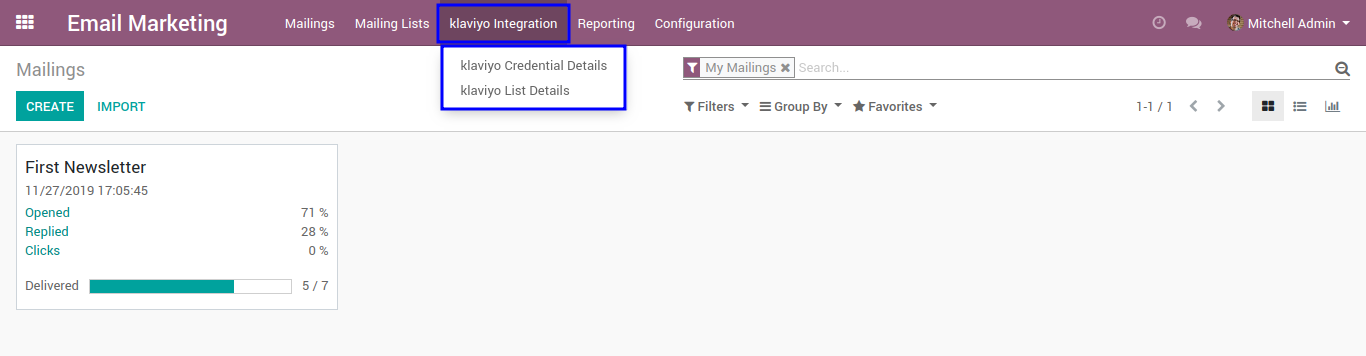 Email Marketing Mailings Mailing Lists klaviyo Integration Reporting Configuration Mitchell Admin
klaviyo Credential Details
klaviyo List Details
Mailings
My Mailings Search...
CREATE IMPORT
Filters Group By Favorites 1-1 / 1
First Newsletter
11/27/2019 17:05:45
Opened 71 %
Replied 28 %
Clicks 0 %
Delivered 5 / 7